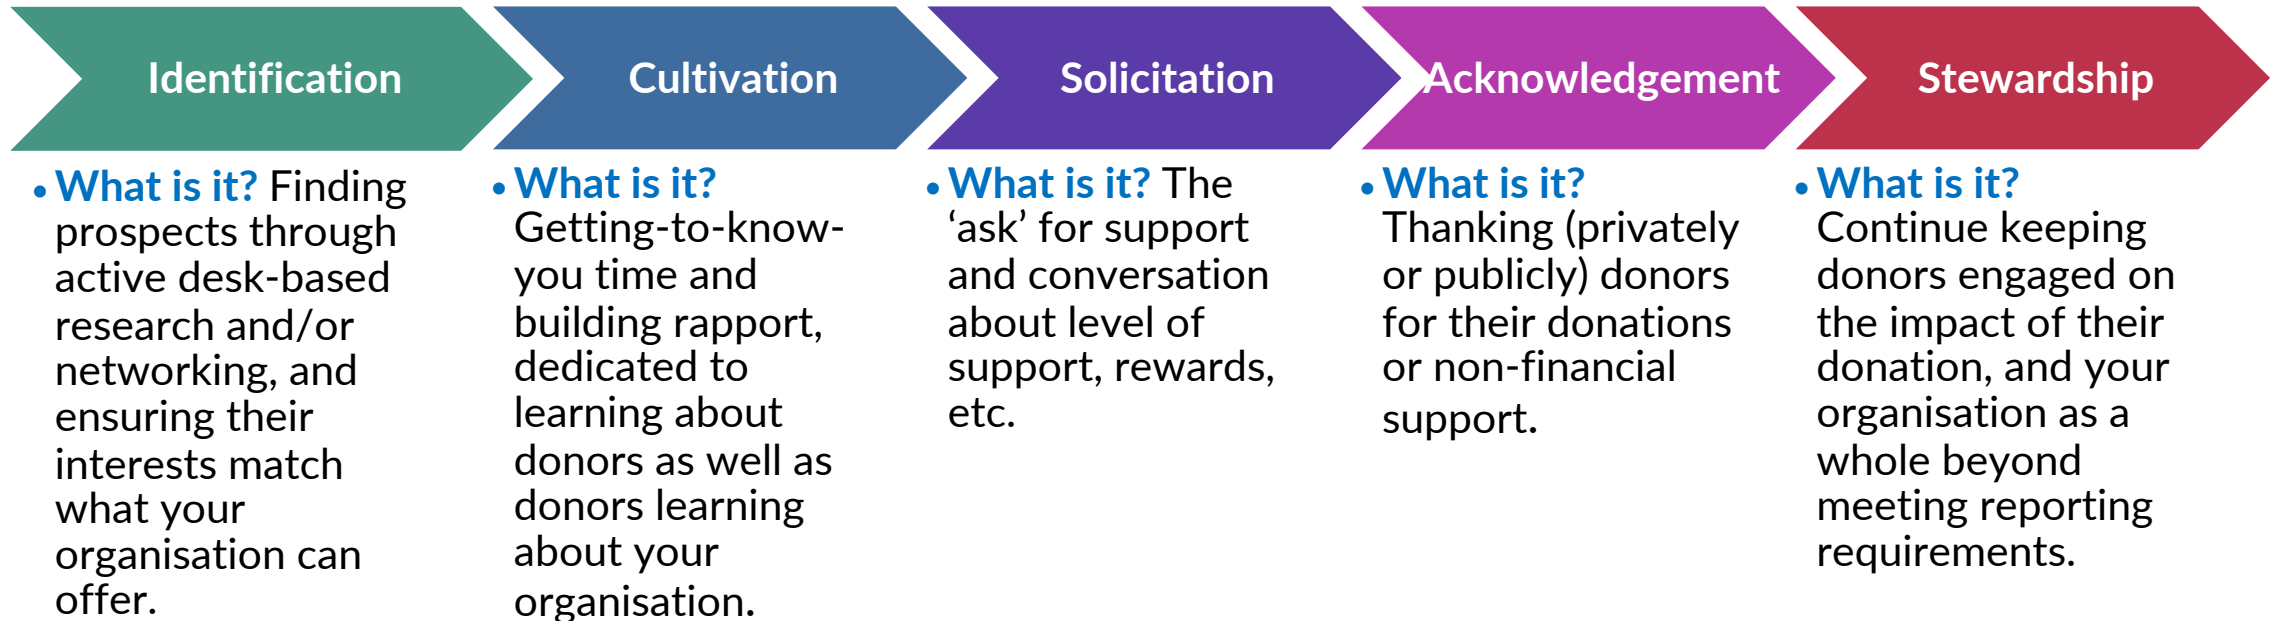 Identification
Cultivation
Solicitation
Acknowledgement
Stewardship
• What is it? Finding
prospects through
active desk-based
research and/or
networking, and
ensuring their
interests match
what your
organisation can
offer.
• What is it?
Getting-to-know-
you time and
building rapport,
dedicated to
learning about
donors as well as
donors learning
about your
organisation.
• What is it? The
‘ask’ for support
and conversation
about level of
support, rewards,
etc.
• What is it?
Thanking (privately
or publicly) donors
for their donations
or non-financial
support.
• What is it?
Continue keeping
donors engaged on
the impact of their
donation, and your
organisation as a
whole beyond
meeting reporting
requirements.